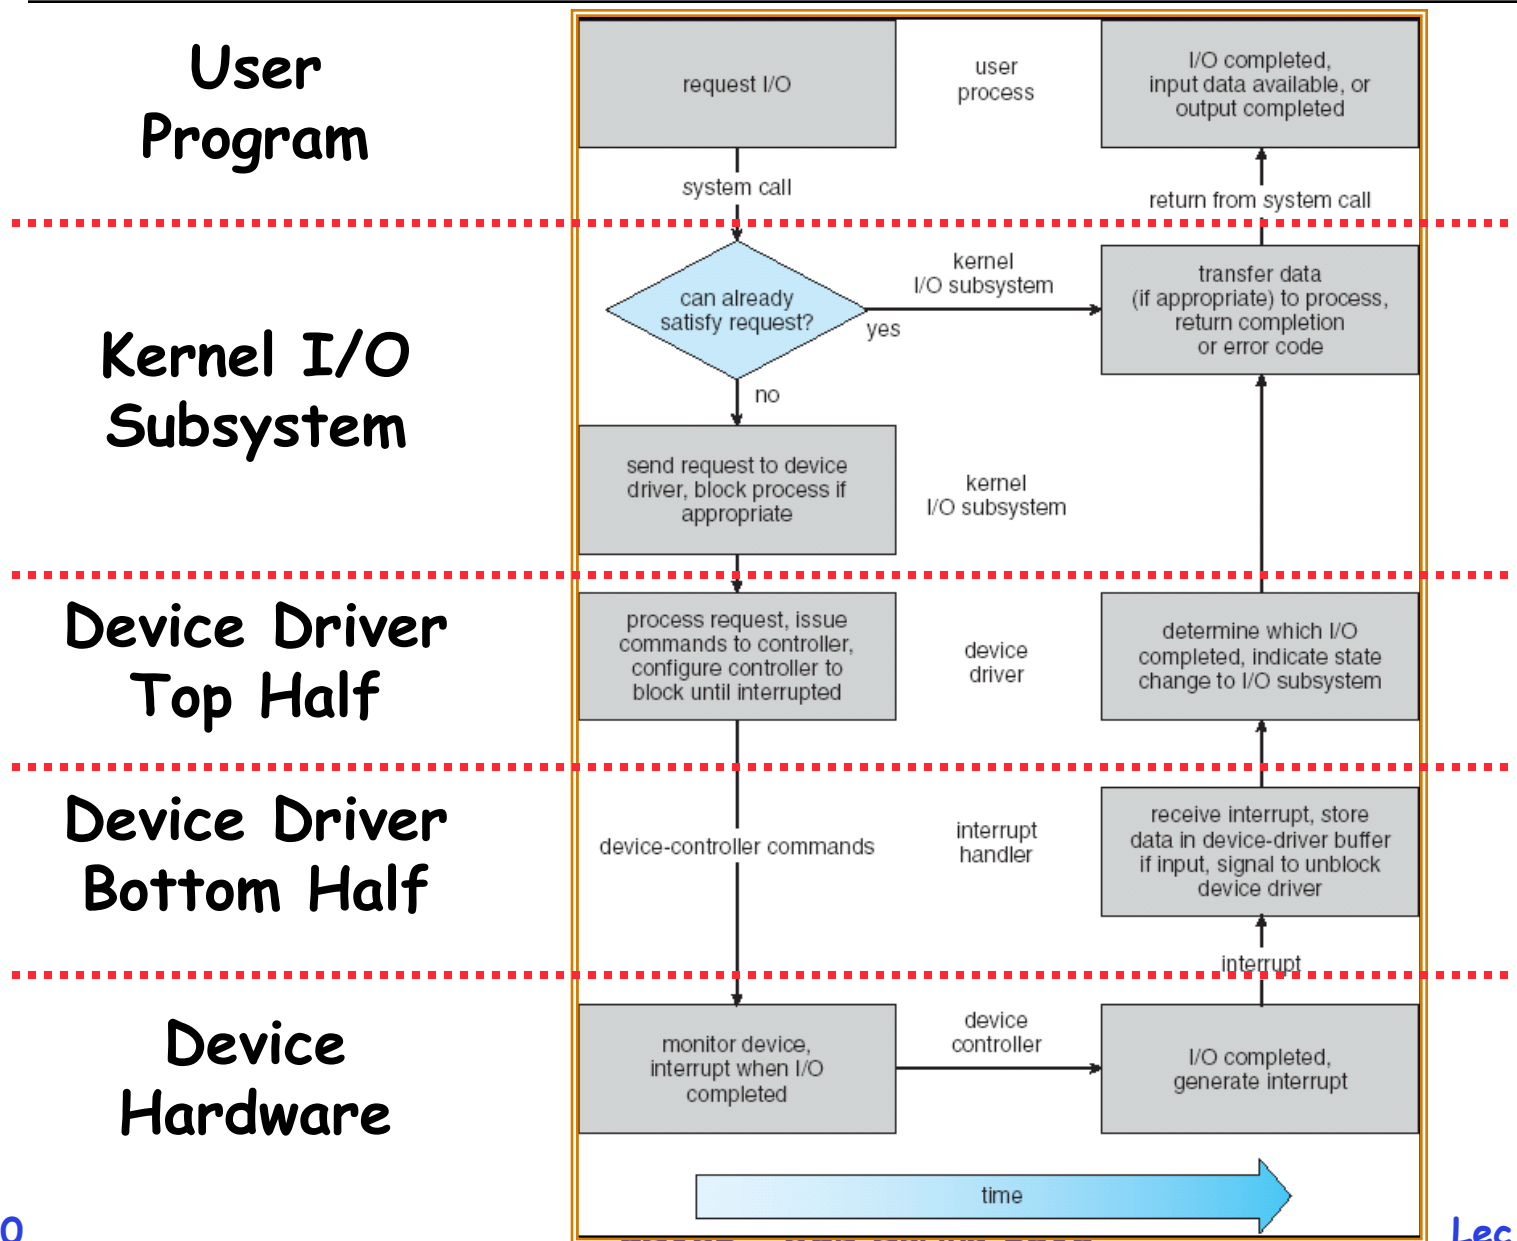 User
Program
request I/O
user
process
I/O completed,
input data available, or
output completed
system call
return from system call
Kernel I/O
Subsystem
can already
satisfy request?
kernel
I/O subsystem
yes
transfer data
(if appropriate) to process,
return completion
or error code
no
send request to device
driver, block process if
appropriate
kernel
I/O subsystem
Device Driver
Top Half
process request, issue
commands to controller,
configure controller to
block until interrupted
device
driver
determine which I/O
completed, indicate state
change to I/O subsystem
Device Driver
Bottom Half
device-controller commands
interrupt
handler
receive interrupt, store
data in device-driver buffer
if input, signal to unblock
device driver
interrupt
Device
Hardware
monitor device,
interrupt when I/O
completed
device
controller
I/O completed,
generate interrupt
time
0
Lec